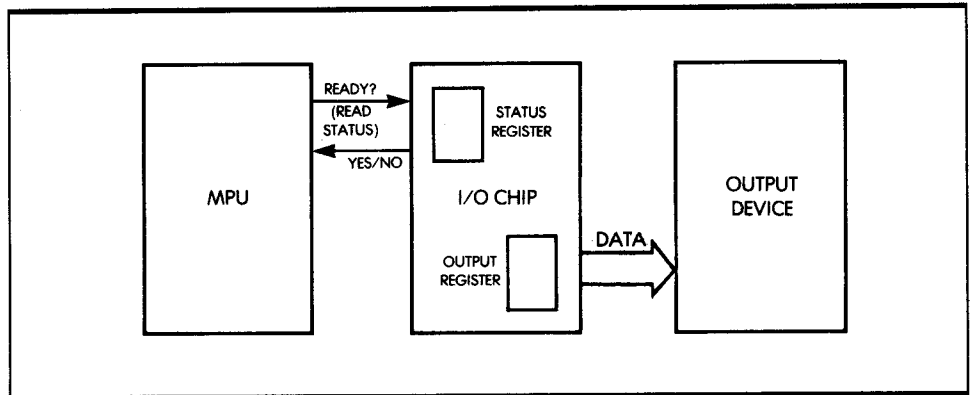 READY?
(READ
STATUS)
YES/NO
MPU
STATUS
REGISTER
I/O CHIP
OUTPUT
REGISTER
DATA
OUTPUT
DEVICE